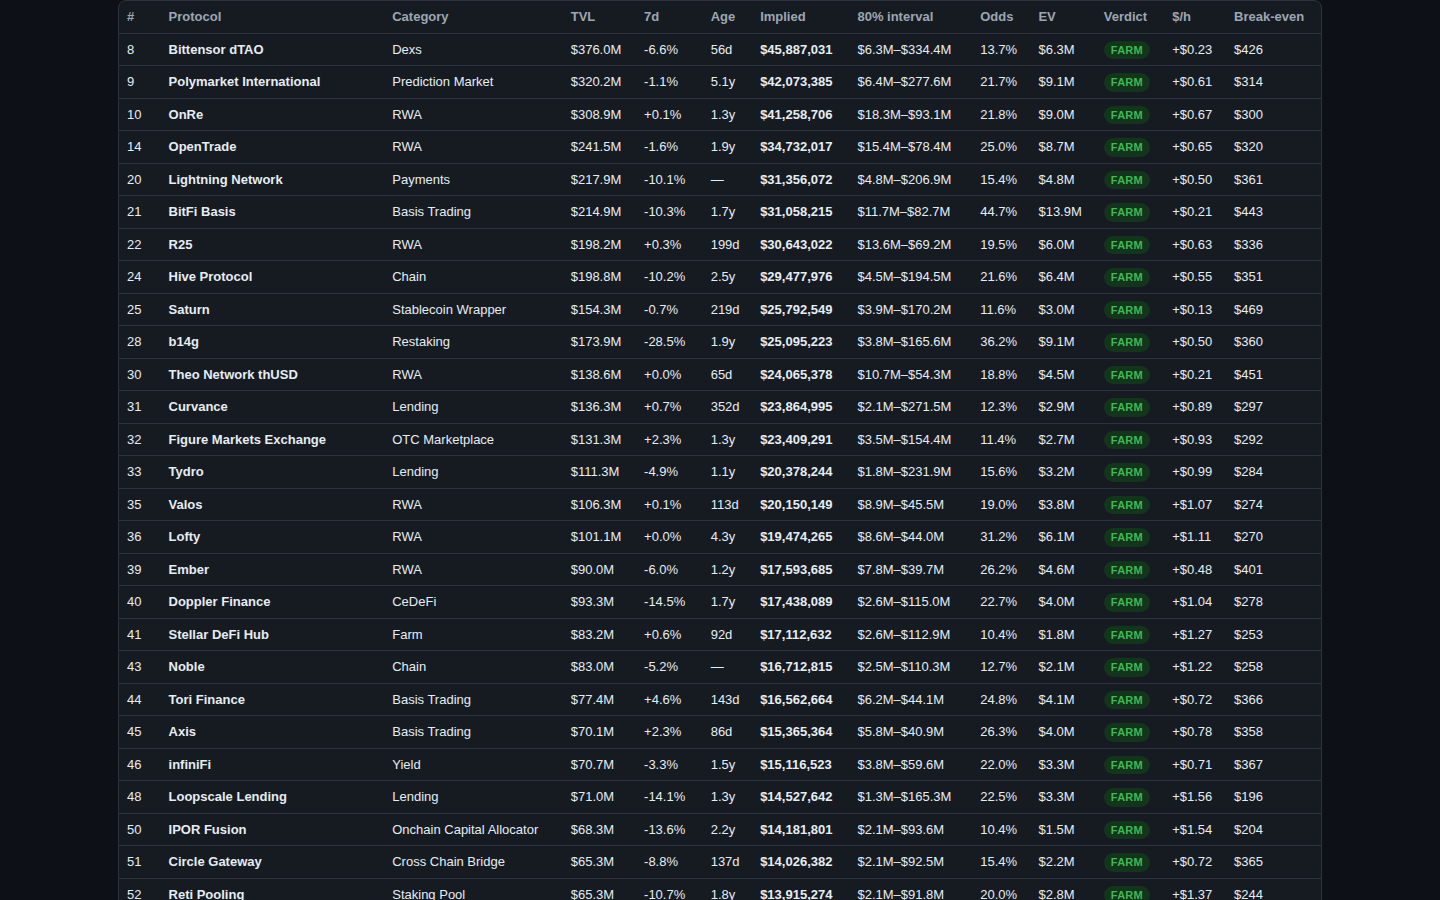 # Protocol Category TVL 7d Age Implied 80% interval Odds EV Verdict $/h Break-even
8 Bittensor dTAO Dexs $376.0M -6.6% 56d $45,887,031 $6.3M–$334.4M 13.7% $6.3M FARM +$0.23 $426
9 Polymarket International Prediction Market $320.2M -1.1% 5.1y $42,073,385 $6.4M–$277.6M 21.7% $9.1M FARM +$0.61 $314
10 OnRe RWA $308.9M +0.1% 1.3y $41,258,706 $18.3M–$93.1M 21.8% $9.0M FARM +$0.67 $300
14 OpenTrade RWA $241.5M -1.6% 1.9y $34,732,017 $15.4M–$78.4M 25.0% $8.7M FARM +$0.65 $320
20 Lightning Network Payments $217.9M -10.1% — $31,356,072 $4.8M–$206.9M 15.4% $4.8M FARM +$0.50 $361
21 BitFi Basis Basis Trading $214.9M -10.3% 1.7y $31,058,215 $11.7M–$82.7M 44.7% $13.9M FARM +$0.21 $443
22 R25 RWA $198.2M +0.3% 199d $30,643,022 $13.6M–$69.2M 19.5% $6.0M FARM +$0.63 $336
24 Hive Protocol Chain $198.8M -10.2% 2.5y $29,477,976 $4.5M–$194.5M 21.6% $6.4M FARM +$0.55 $351
25 Saturn Stablecoin Wrapper $154.3M -0.7% 219d $25,792,549 $3.9M–$170.2M 11.6% $3.0M FARM +$0.13 $469
28 b14g Restaking $173.9M -28.5% 1.9y $25,095,223 $3.8M–$165.6M 36.2% $9.1M FARM +$0.50 $360
30 Theo Network thUSD RWA $138.6M +0.0% 65d $24,065,378 $10.7M–$54.3M 18.8% $4.5M FARM +$0.21 $451
31 Curvance Lending $136.3M +0.7% 352d $23,864,995 $2.1M–$271.5M 12.3% $2.9M FARM +$0.89 $297
32 Figure Markets Exchange OTC Marketplace $131.3M +2.3% 1.3y $23,409,291 $3.5M–$154.4M 11.4% $2.7M FARM +$0.93 $292
33 Tydro Lending $111.3M -4.9% 1.1y $20,378,244 $1.8M–$231.9M 15.6% $3.2M FARM +$0.99 $284
35 Valos RWA $106.3M +0.1% 113d $20,150,149 $8.9M–$45.5M 19.0% $3.8M FARM +$1.07 $274
36 Lofty RWA $101.1M +0.0% 4.3y $19,474,265 $8.6M–$44.0M 31.2% $6.1M FARM +$1.11 $270
39 Ember RWA $90.0M -6.0% 1.2y $17,593,685 $7.8M–$39.7M 26.2% $4.6M FARM +$0.48 $401
40 Doppler Finance CeDeFi $93.3M -14.5% 1.7y $17,438,089 $2.6M–$115.0M 22.7% $4.0M FARM +$1.04 $278
41 Stellar DeFi Hub Farm $83.2M +0.6% 92d $17,112,632 $2.6M–$112.9M 10.4% $1.8M FARM +$1.27 $253
43 Noble Chain $83.0M -5.2% — $16,712,815 $2.5M–$110.3M 12.7% $2.1M FARM +$1.22 $258
44 Tori Finance Basis Trading $77.4M +4.6% 143d $16,562,664 $6.2M–$44.1M 24.8% $4.1M FARM +$0.72 $366
45 Axis Basis Trading $70.1M +2.3% 86d $15,365,364 $5.8M–$40.9M 26.3% $4.0M FARM +$0.78 $358
46 infiniFi Yield $70.7M -3.3% 1.5y $15,116,523 $3.8M–$59.6M 22.0% $3.3M FARM +$0.71 $367
48 Loopscale Lending Lending $71.0M -14.1% 1.3y $14,527,642 $1.3M–$165.3M 22.5% $3.3M FARM +$1.56 $196
50 IPOR Fusion Onchain Capital Allocator $68.3M -13.6% 2.2y $14,181,801 $2.1M–$93.6M 10.4% $1.5M FARM +$1.54 $204
51 Circle Gateway Cross Chain Bridge $65.3M -8.8% 137d $14,026,382 $2.1M–$92.5M 15.4% $2.2M FARM +$0.72 $365
52 Reti Pooling Staking Pool $65.3M -10.7% 1.8y $13,915,274 $2.1M–$91.8M 20.0% $2.8M FARM +$1.37 $244